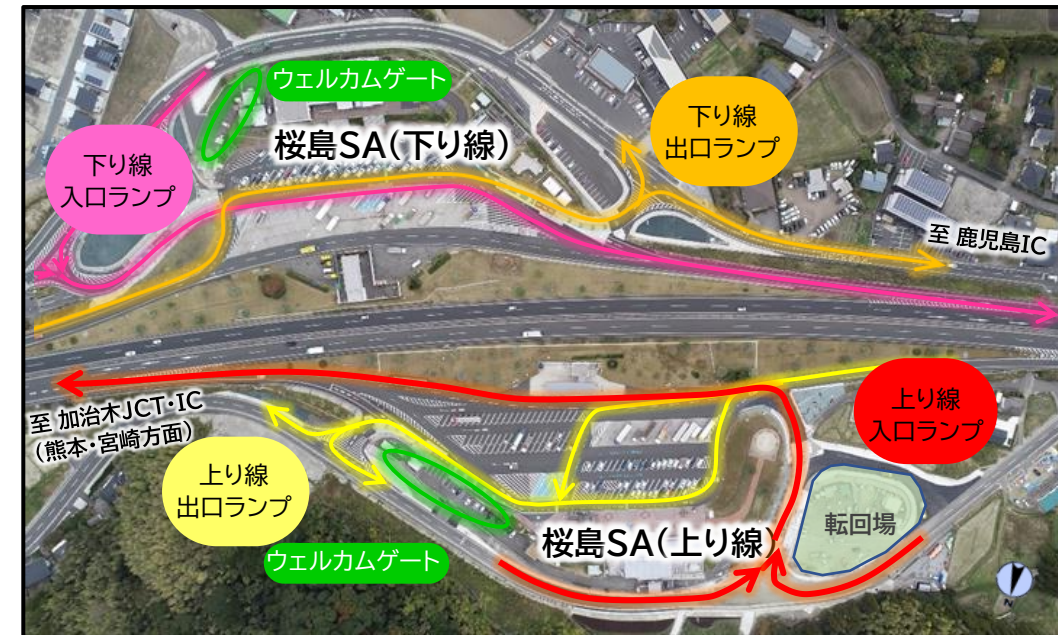 ウェルカムゲート
桜島SA(下り線)
下り線
出口ランプ
下り線
入口ランプ
至 鹿児島IC
至 加治木JCT・IC
(熊本・宮崎方面)
上り線
入口ランプ
上り線
出口ランプ
転回場
桜島SA(上り線)
ウェルカムゲート
N